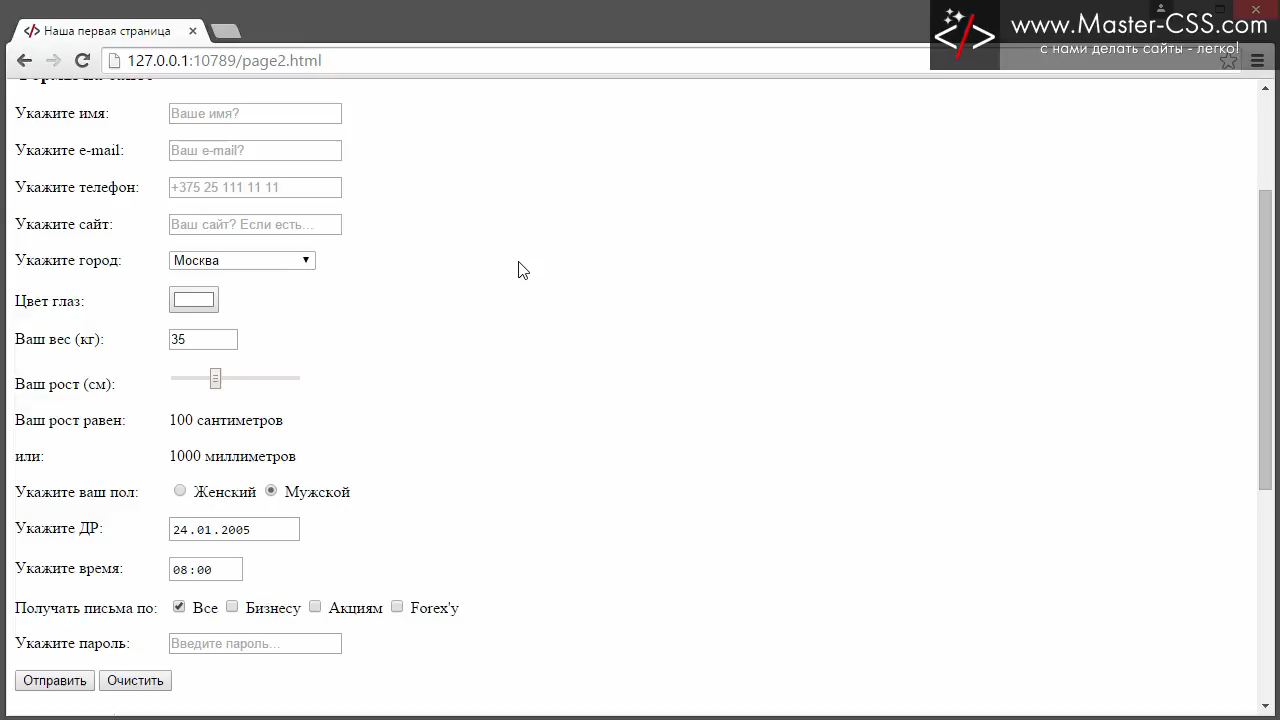 Наша первая страница
www.Master-CSS.com
с нами делать сайты - легко!
127.0.0.1:10789/page2.html
Укажите имя: Ваше имя?
Укажите e-mail: Ваш e-mail?
Укажите телефон: +375 25 111 11 11
Укажите сайт: Ваш сайт? Если есть...
Укажите город: Москва
Цвет глаз:
Ваш вес (кг): 35
Ваш рост (см):
Ваш рост равен: 100 сантиметров
или: 1000 миллиметров
Укажите ваш пол: Женский Мужской
Укажите ДР: 24.01.2005
Укажите время: 08:00
Получать письма по: Все Бизнесу Акциям Forex'у
Укажите пароль: Введите пароль...
Отправить Очистить